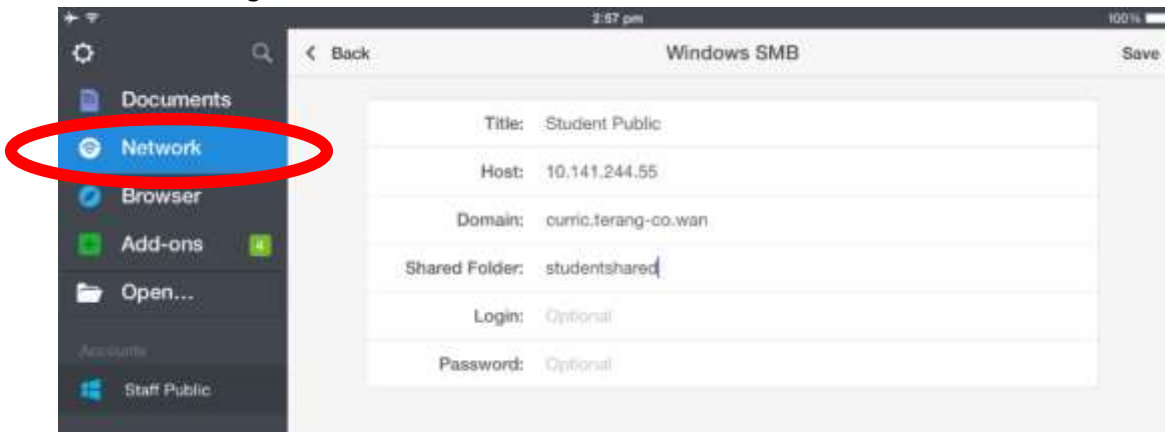 2:57 pm
100%
Back
Windows SMB
Save
Documents
Network
Browser
Add-ons 4
Open...
Accounts
Staff Public
Title: Student Public
Host: 10.141.244.55
Domain: curric.terang-co.wan
Shared Folder: studentshared
Login: Optional
Password: Optional